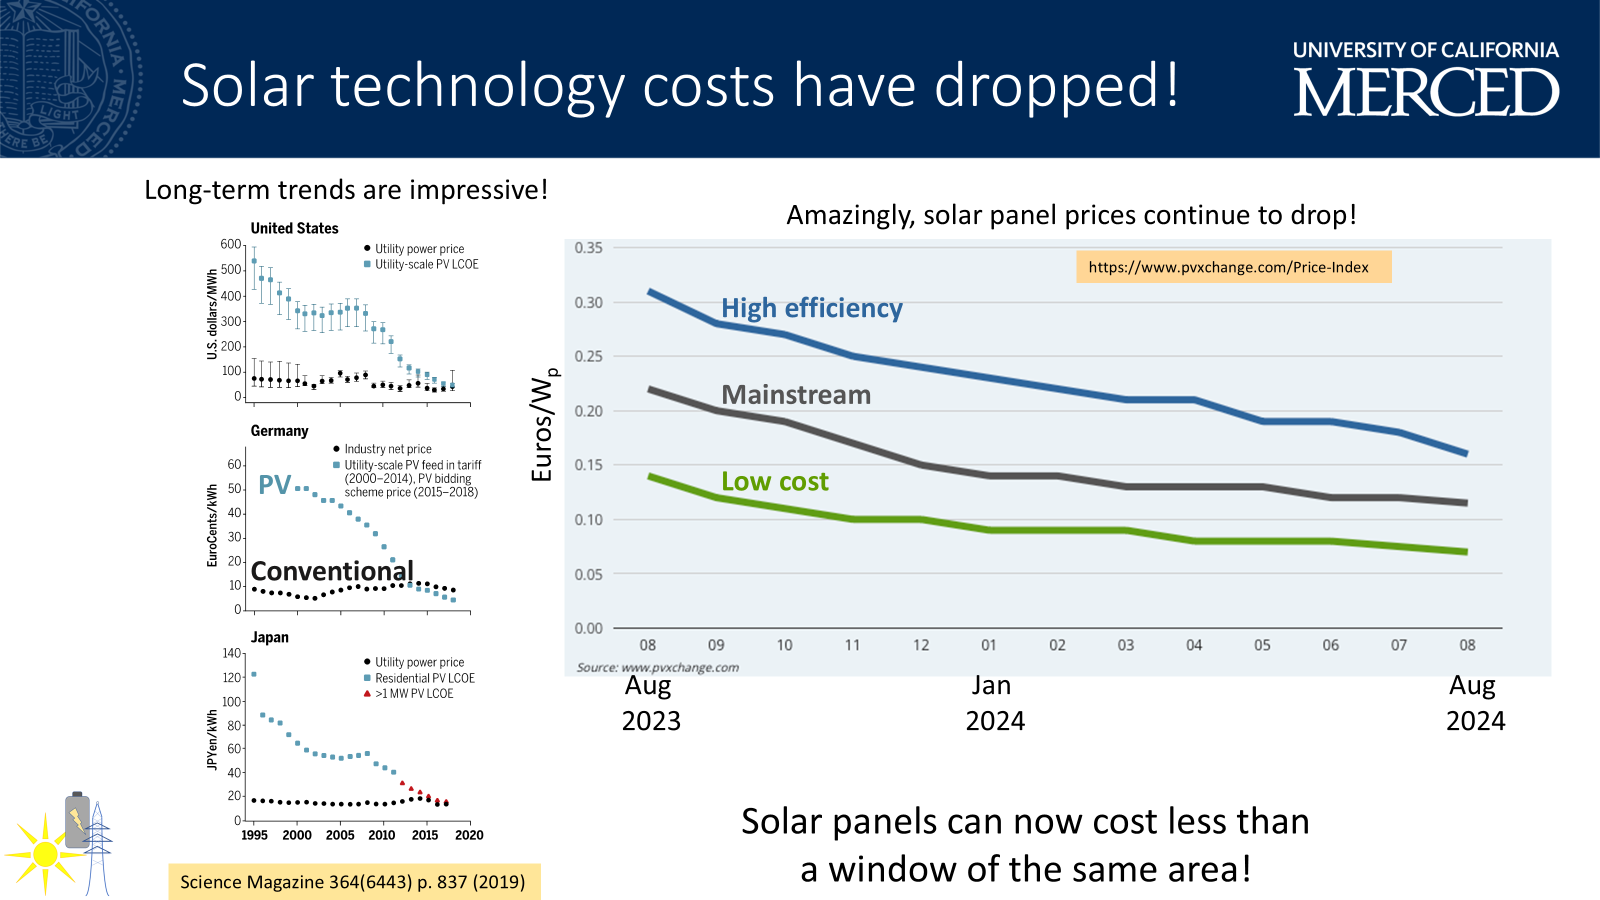 Solar technology costs have dropped!
UNIVERSITY OF CALIFORNIA
MERCED
CALIFORNIA
MERCED
LIGHT
THERE BE
Long-term trends are impressive!
United States
600
500
400
300
200
100
0
U.S. dollars/MWh
Utility power price
Utility-scale PV LCOE
Germany
60
50
40
30
20
10
0
EuroCents/kWh
Industry net price
Utility-scale PV feed in tariff
(2000–2014), PV bidding
scheme price (2015–2018)
PV
Conventional
Japan
140
120
100
80
60
40
20
0
JPYen/kWh
Utility power price
Residential PV LCOE
>1 MW PV LCOE
1995 2000 2005 2010 2015 2020
Science Magazine 364(6443) p. 837 (2019)
Amazingly, solar panel prices continue to drop!
https://www.pvxchange.com/Price-Index
Euros/Wp
0.35
0.30
0.25
0.20
0.15
0.10
0.05
0.00
High efficiency
Mainstream
Low cost
08 09 10 11 12 01 02 03 04 05 06 07 08
Source: www.pvxchange.com
Aug
2023
Jan
2024
Aug
2024
Solar panels can now cost less than
a window of the same area!